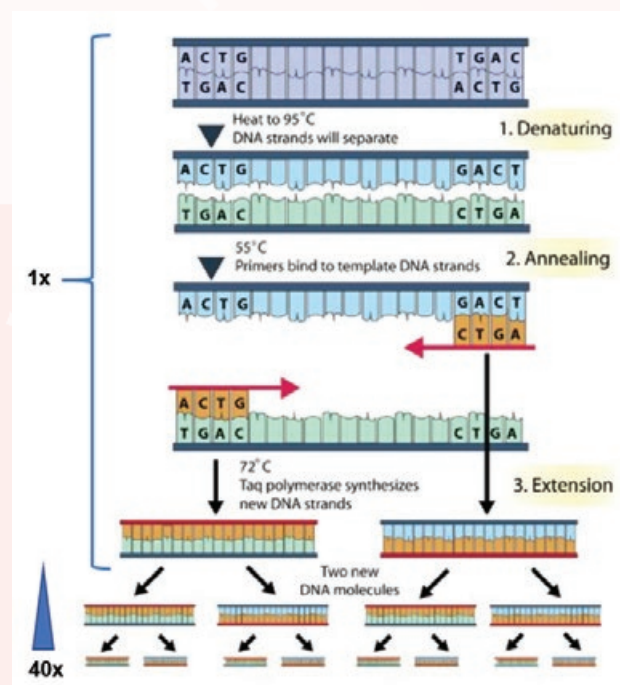 A C T G T G A C
T G A C A C T G
Heat to 95°C
DNA strands will separate
1. Denaturing
A C T G G A C T
T G A C C T G A
55°C
Primers bind to template DNA strands
2. Annealing
1x
A C T G G A C T
C T G A
A C T G
T G A C C T G A
72°C
Taq polymerase synthesizes
new DNA strands
3. Extension
Two new
DNA molecules
40x